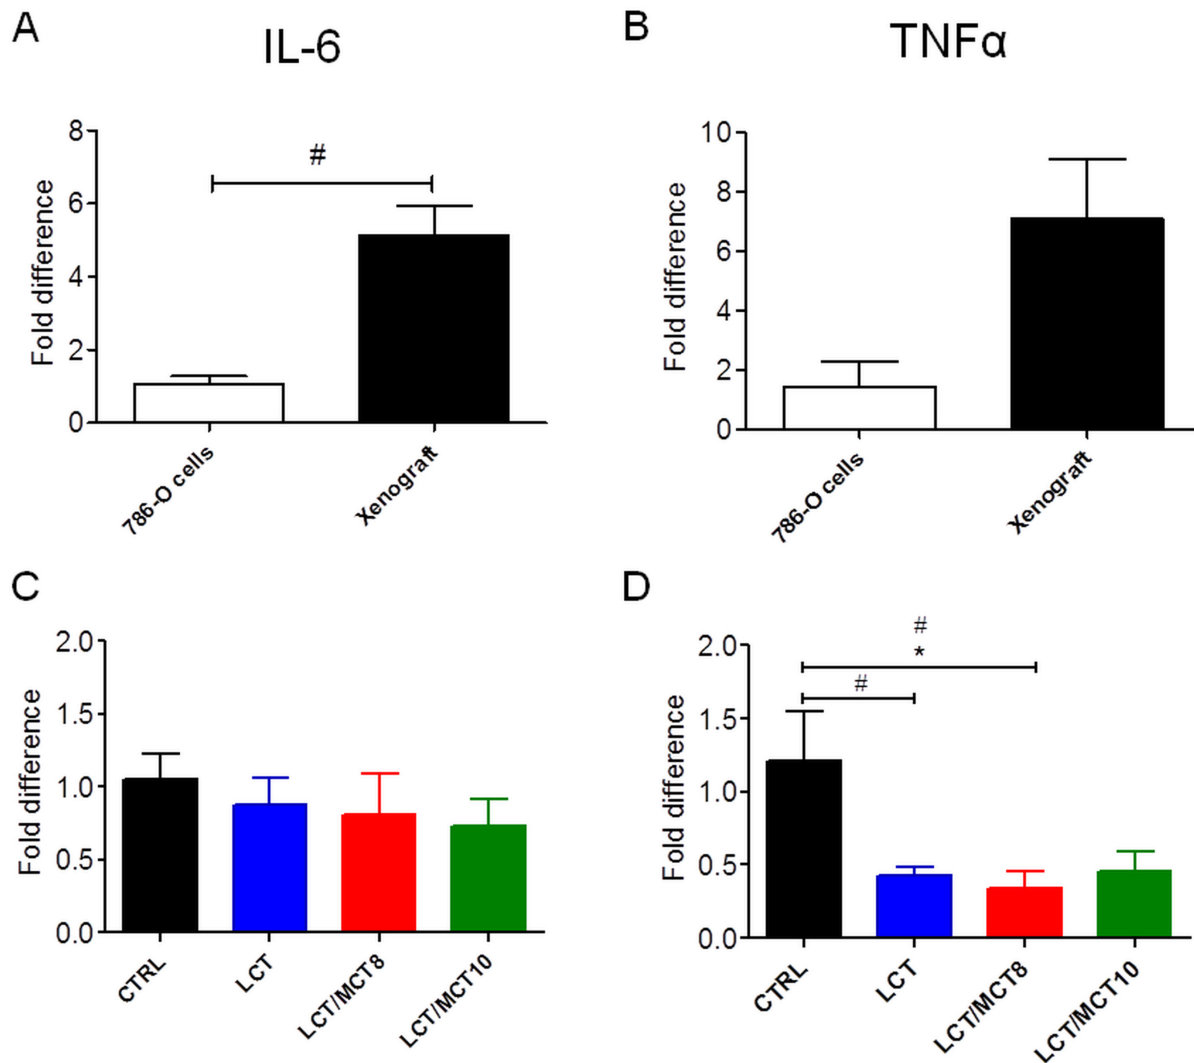 A
IL-6
Fold difference
8
6
4
2
0
#
786-O cells
Xenograft
B
TNFα
Fold difference
10
8
6
4
2
0
786-O cells
Xenograft
C
Fold difference
2.0
1.5
1.0
0.5
0.0
CTRL
LCT
LCT/MCT8
LCT/MCT10
D
Fold difference
2.0
1.5
1.0
0.5
0.0
#
*
#
CTRL
LCT
LCT/MCT8
LCT/MCT10